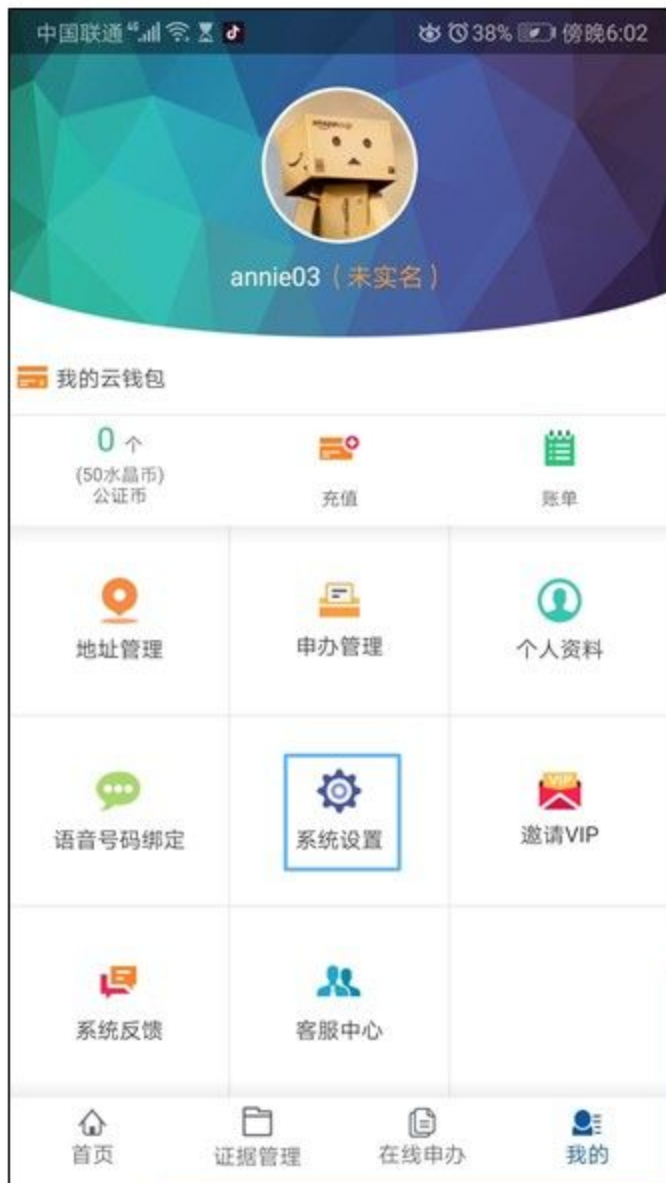 中国联通 46 38% 傍晚6:02
annie03（未实名）
我的云钱包
0 个
(50水晶币)
公证币
充值
账单
地址管理
申办管理
个人资料
语音号码绑定
系统设置
VIP
邀请VIP
系统反馈
客服中心
首页
证据管理
在线申办
我的